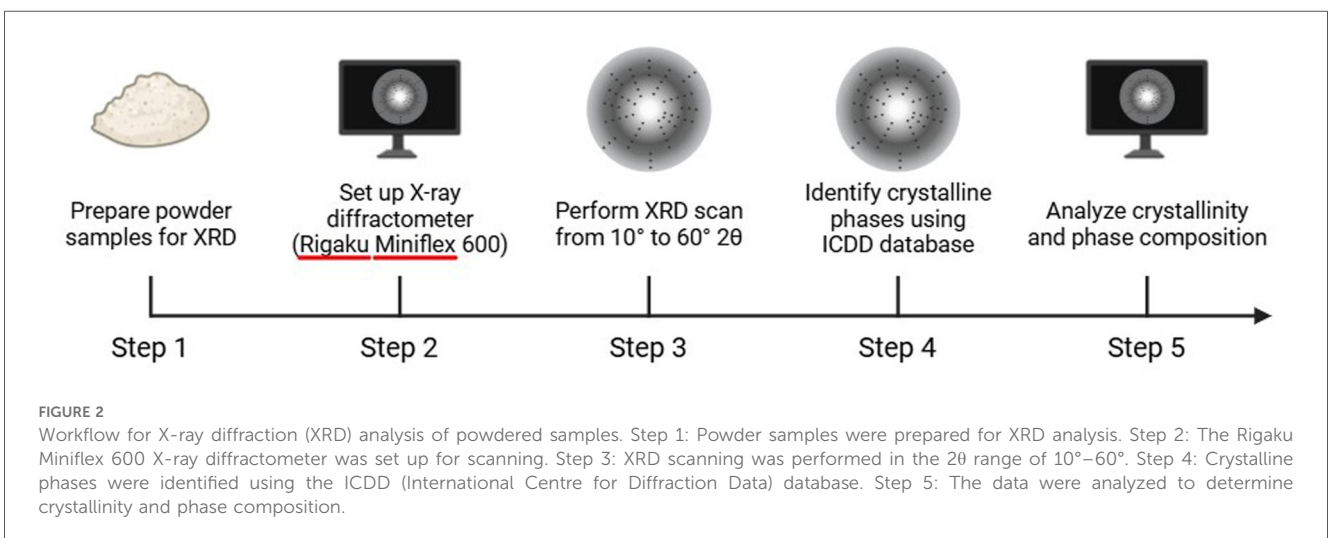 Prepare powder
samples for XRD
Set up X-ray
diffractometer
(Rigaku Miniflex 600)
Perform XRD scan
from 10° to 60° 2θ
Identify crystalline
phases using
ICDD database
Analyze crystallinity
and phase composition
Step 1
Step 2
Step 3
Step 4
Step 5
FIGURE 2
Workflow for X-ray diffraction (XRD) analysis of powdered samples. Step 1: Powder samples were prepared for XRD analysis. Step 2: The Rigaku
Miniflex 600 X-ray diffractometer was set up for scanning. Step 3: XRD scanning was performed in the 2θ range of 10°–60°. Step 4: Crystalline
phases were identified using the ICDD (International Centre for Diffraction Data) database. Step 5: The data were analyzed to determine
crystallinity and phase composition.